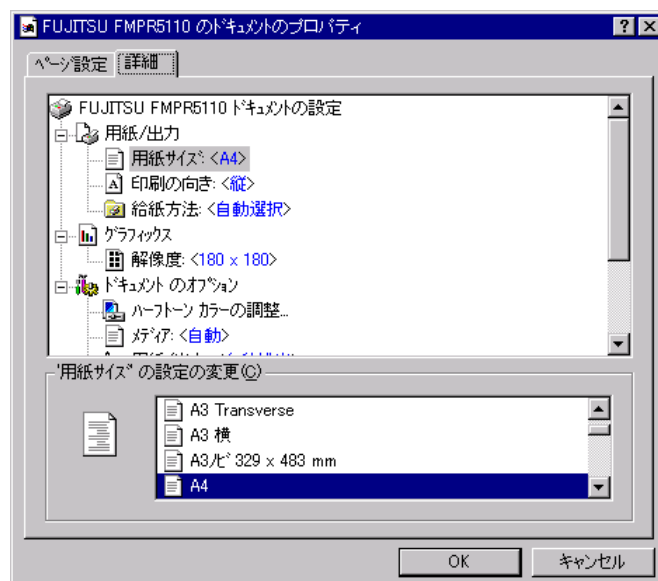 FUJITSU FMPR5110 のﾄﾞｷｭﾒﾝﾄのプロパティ
ﾍﾟｰｼﾞ設定 詳細
FUJITSU FMPR5110 ﾄﾞｷｭﾒﾝﾄの設定
用紙/出力
用紙ｻｲｽﾞ: <A4>
印刷の向き: <縦>
給紙方法: <自動選択>
ｸﾞﾗﾌｨｯｸｽ
解像度: <180 x 180>
ﾄﾞｷｭﾒﾝﾄ のｵﾌﾟｼｮﾝ
ﾊｰﾌﾄｰﾝ ｶﾗｰの調整...
ﾒﾃﾞｨｱ: <自動>
'用紙ｻｲｽﾞ' の設定の変更(C)
A3 Transverse
A3 横
A3ﾉﾋﾞ 329 x 483 mm
A4
OK キャンセル